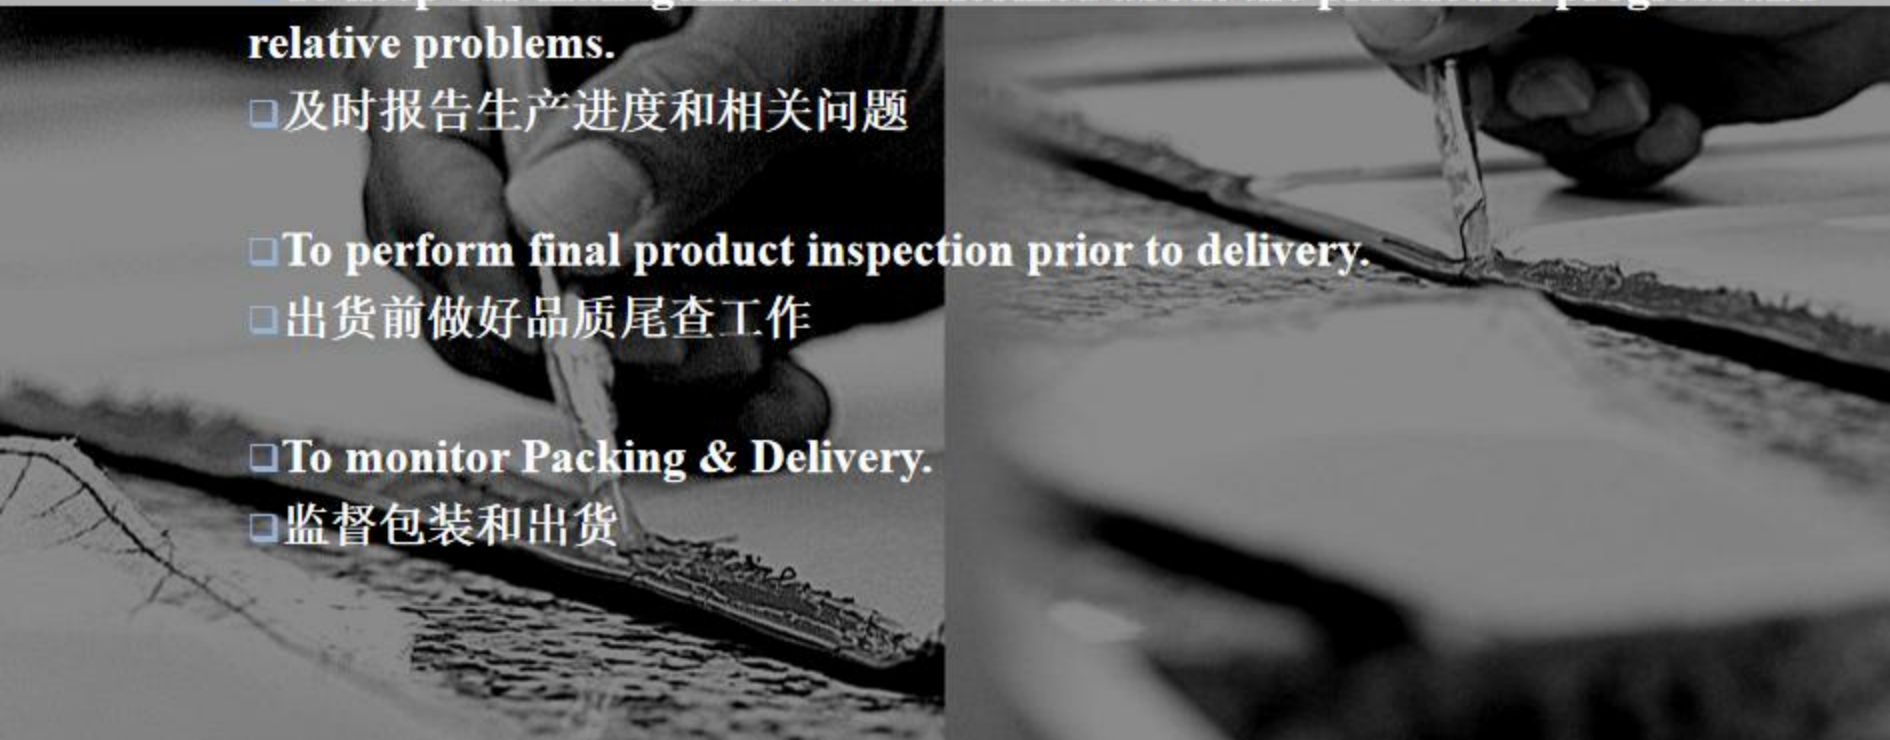 relative problems.
❑及时报告生产进度和相关问题
❑To perform final product inspection prior to delivery.
❑出货前做好品质尾查工作
❑To monitor Packing & Delivery.
❑监督包装和出货